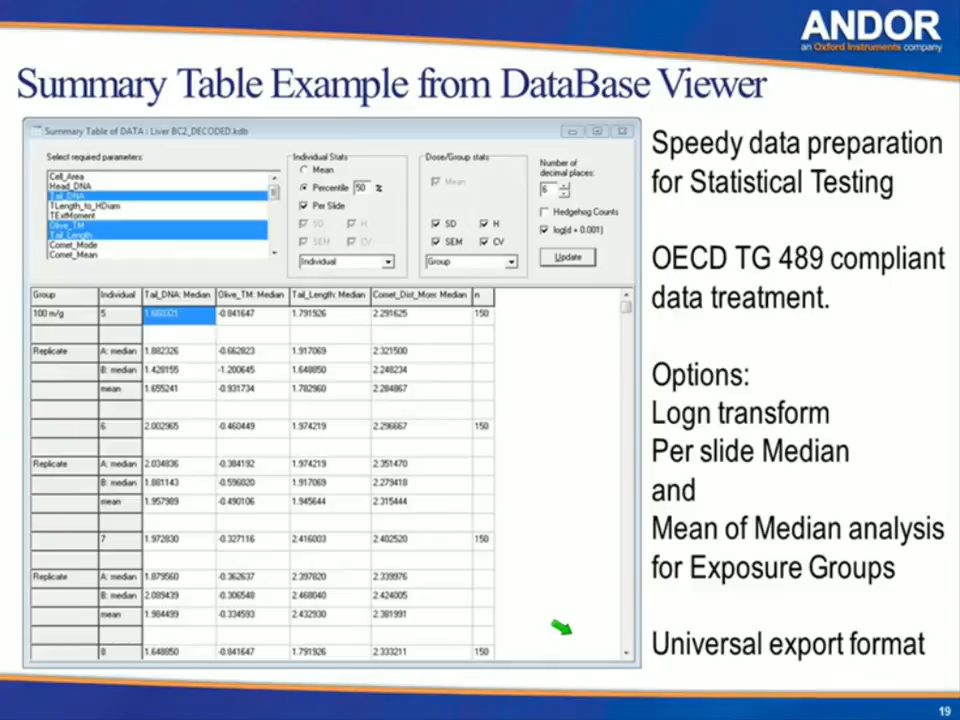 ANDOR
an Oxford Instruments company
Summary Table Example from DataBase Viewer
Summary Table of DATA : Liver BC2_DECODED.kdb
Select required parameters:
Cell_Area
Head_DNA
Tail_DNA
TLength_to_HDiam
TExtMoment
Olive_TM
Tail_Length
Comet_Mode
Comet_Mean
Individual Stats
Mean
Percentile 50 %
Per Slide
SD H
SEM CV
Individual
Dose/Group stats
Mean
SD H
SEM CV
Group
Number of
decimal places:
6
Hedgehog Counts
log(d + 0.001)
Update
Group Individual Tail_DNA: Median Olive_TM: Median Tail_Length: Median Comet_Dist_Mom: Median n
100 m/g 5 1.660321 -0.841647 1.791926 2.291625 150
Replicate A: median 1.882326 -0.662823 1.917069 2.321500
B: median 1.428155 -1.200645 1.648850 2.248234
mean 1.655241 -0.931734 1.782960 2.284867
6 2.002965 -0.460449 1.974219 2.296667 150
Replicate A: median 2.034836 -0.384192 1.974219 2.351470
B: median 1.881143 -0.596020 1.917069 2.279418
mean 1.957989 -0.490106 1.945644 2.315444
7 1.972830 -0.327116 2.416003 2.402520 150
Replicate A: median 1.879560 -0.362637 2.397820 2.339976
B: median 2.089439 -0.306548 2.468040 2.424005
mean 1.984499 -0.334593 2.432930 2.381991
8 1.648850 -0.841647 1.791926 2.333211 150
Speedy data preparation
for Statistical Testing
OECD TG 489 compliant
data treatment.
Options:
Logn transform
Per slide Median
and
Mean of Median analysis
for Exposure Groups
Universal export format
19